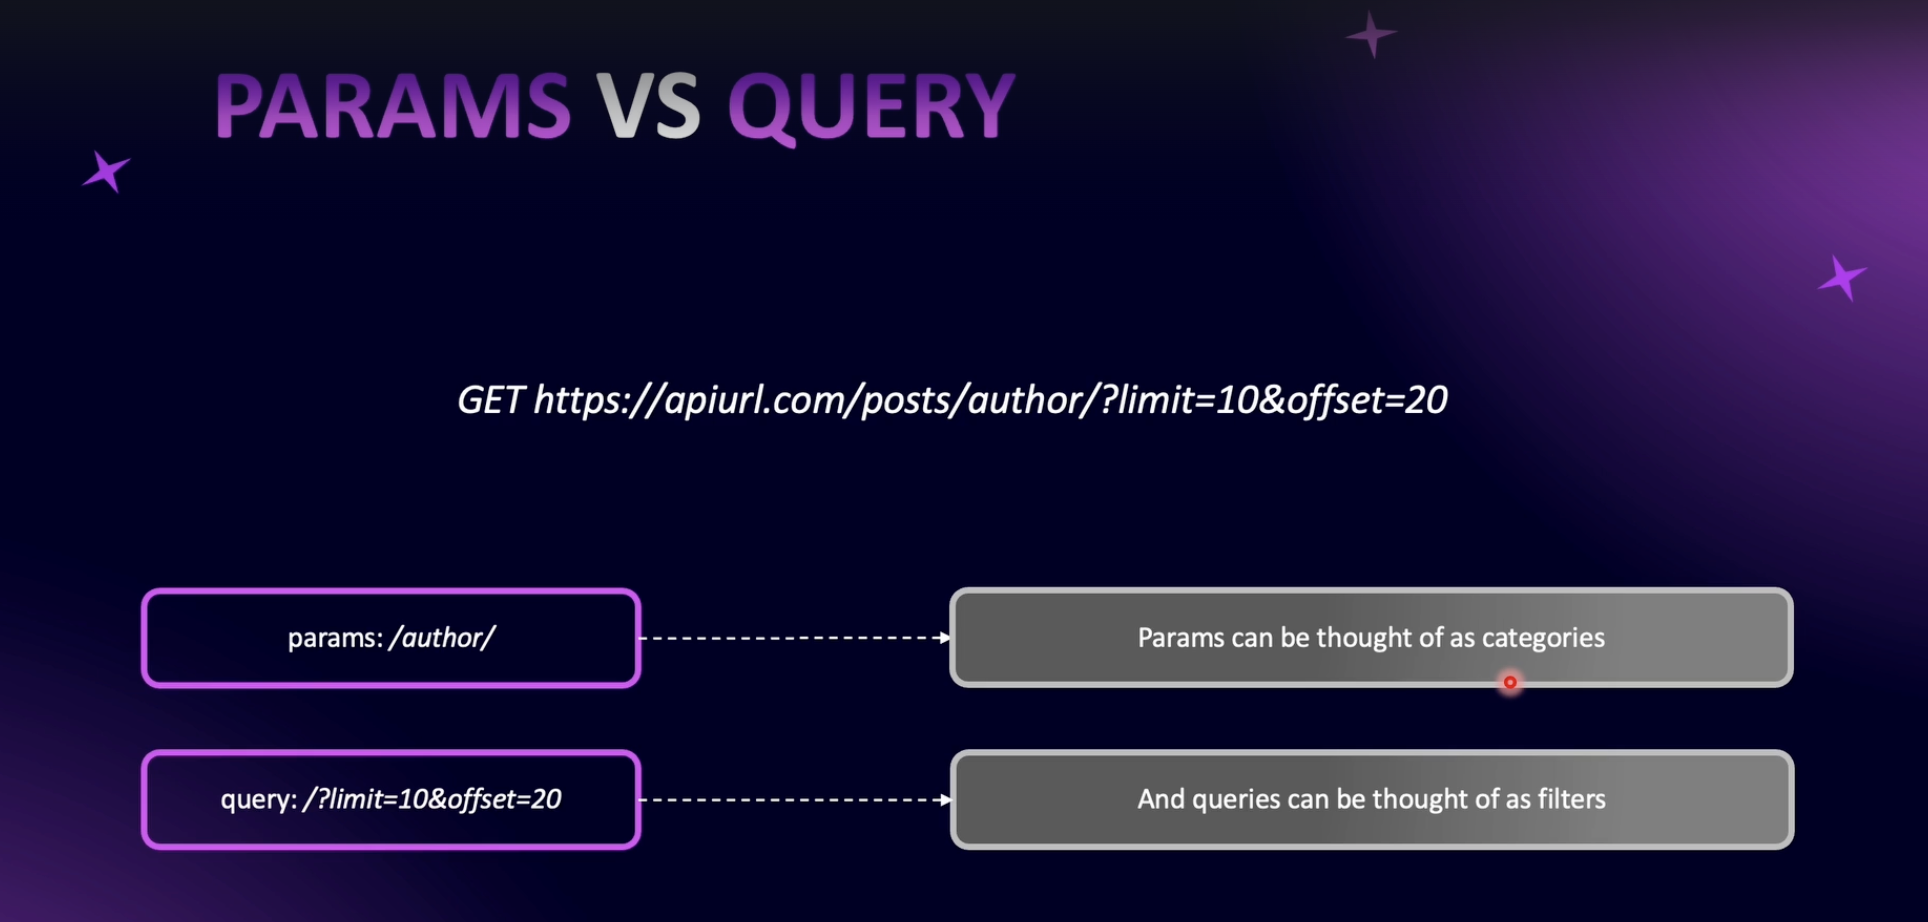 PARAMS VS QUERY
GET https://apiurl.com/posts/author/?limit=10&offset=20
params: /author/
Params can be thought of as categories
query: /?limit=10&offset=20
And queries can be thought of as filters